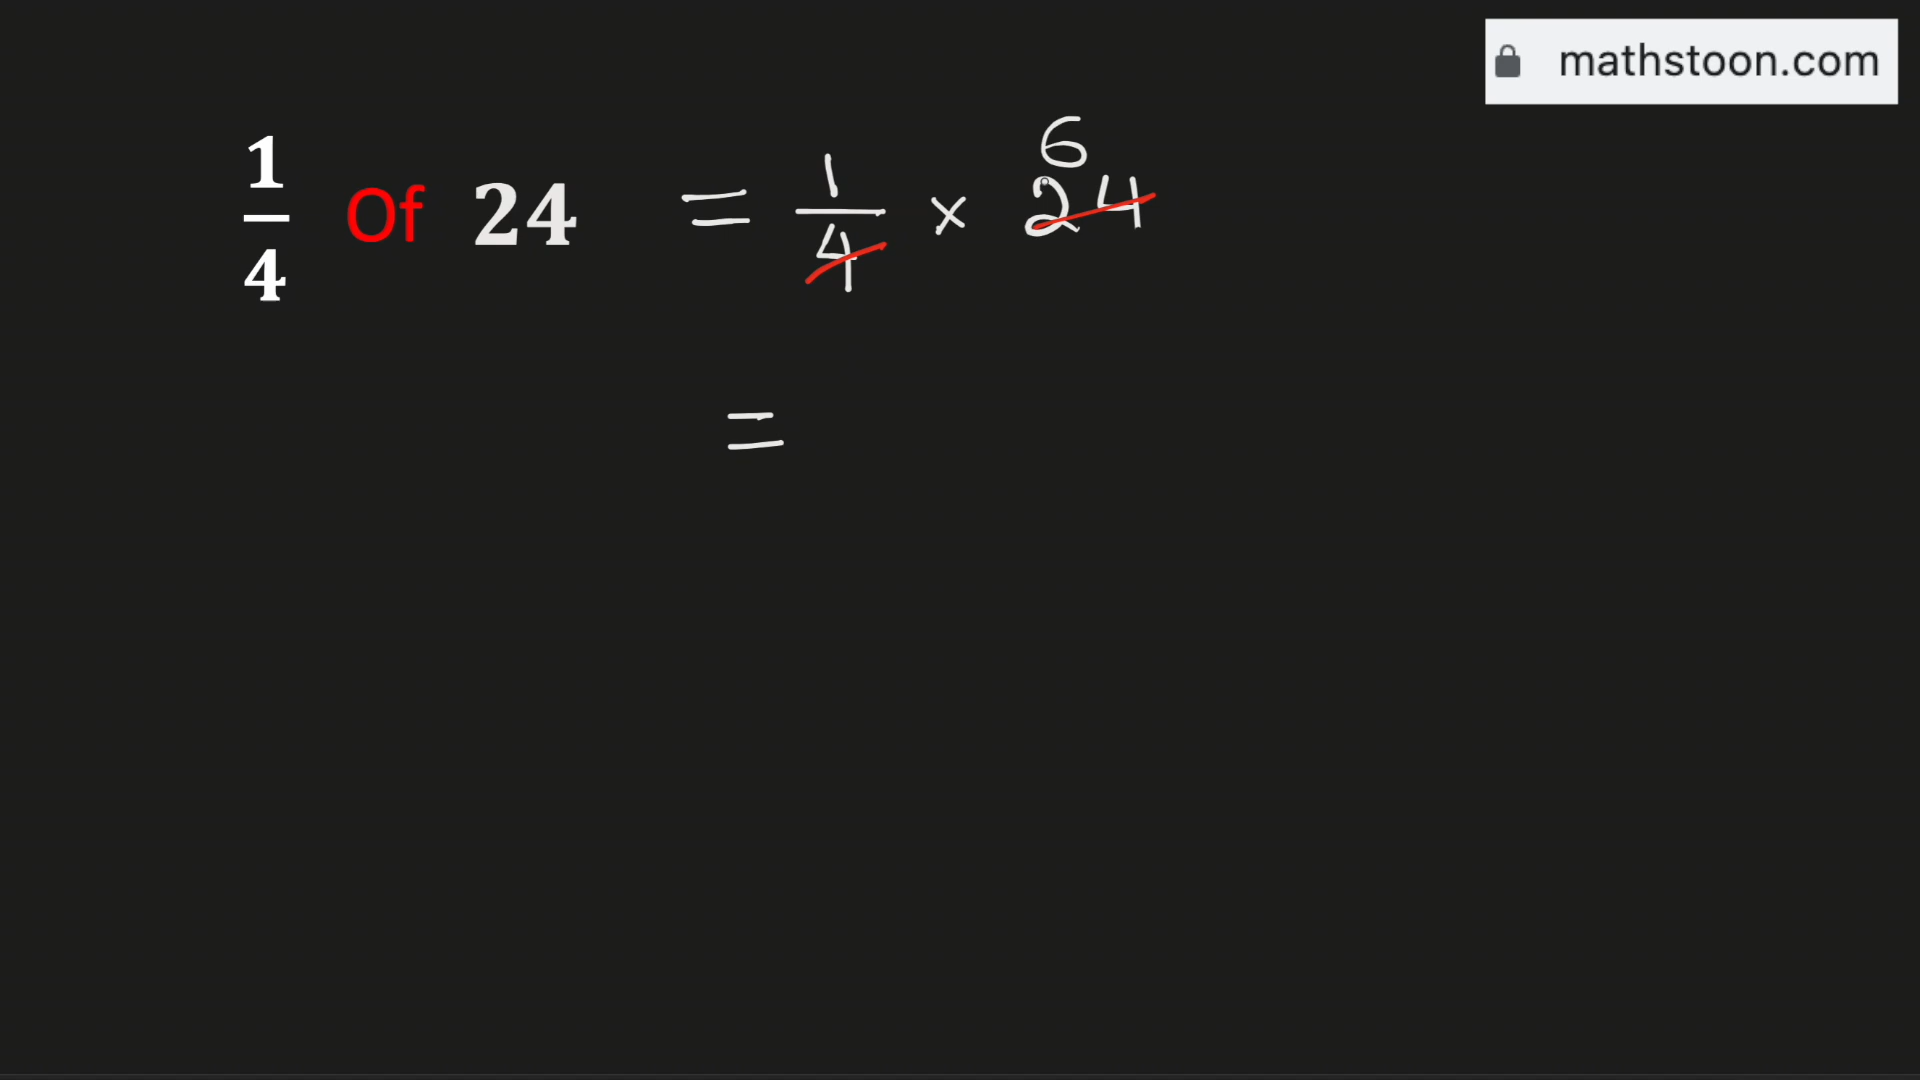 mathstoon.com
1/4 Of 24 = 1/4 × 24 6
=